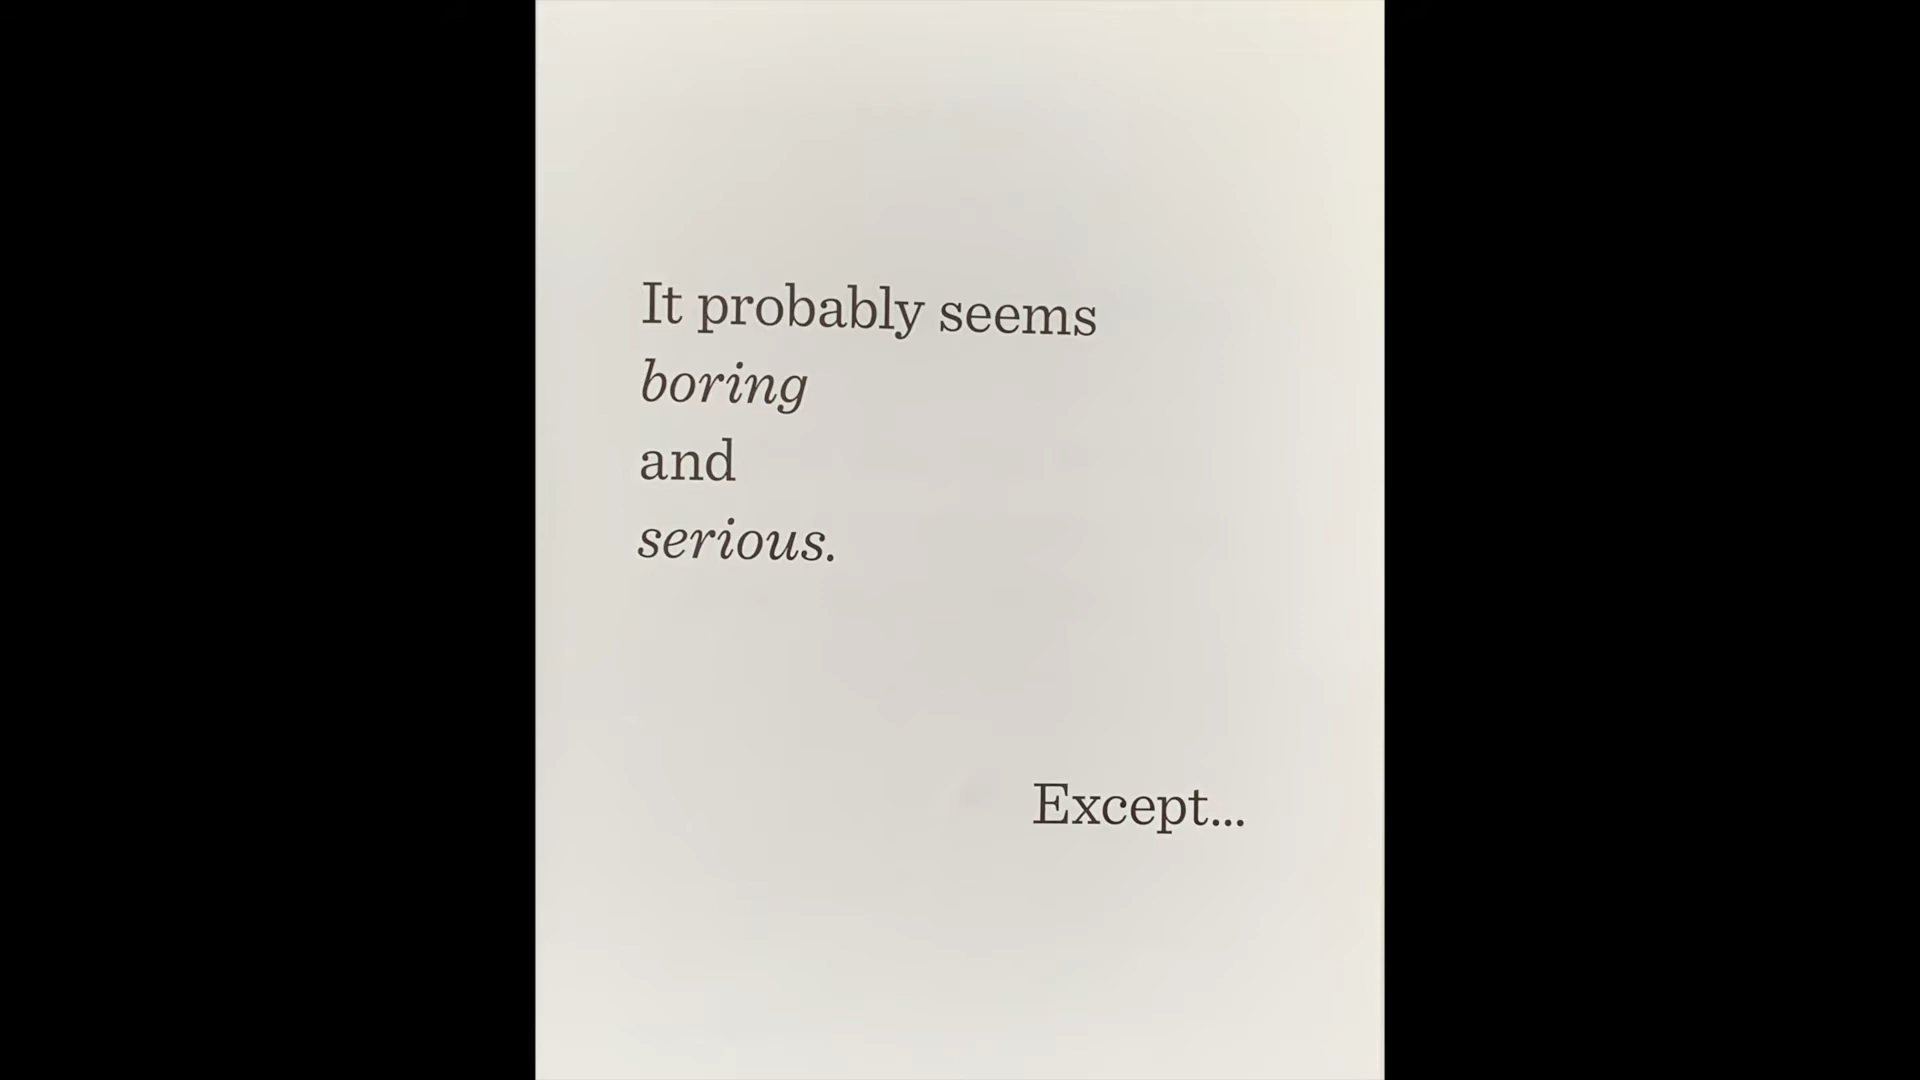 It probably seems
boring
and
serious.
Except...